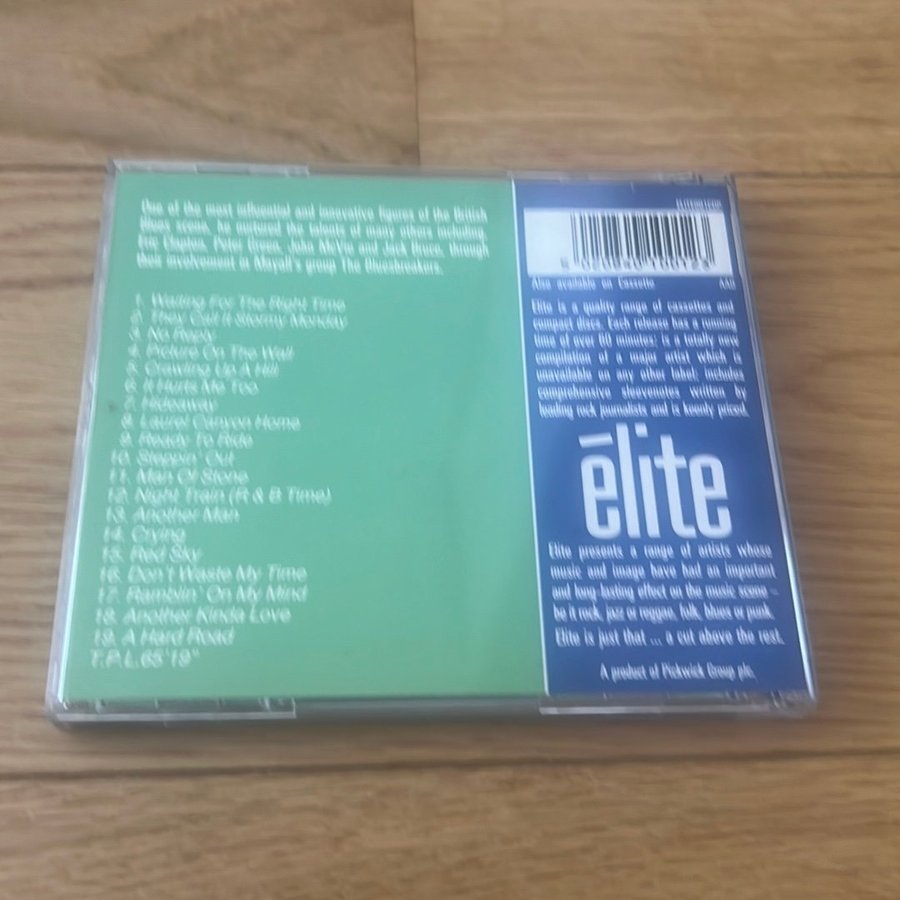 One of the most influential and innovative figures of the British
Blues scene, he nurtured the talents of many others including
Eric Clapton, Peter Green, John McVie and Jack Bruce, through
their involvement in Mayall's group The Bluesbreakers.
1. Waiting For The Right Time
2. They Call It Stormy Monday
3. No Reply
4. Picture On The Wall
5. Crawling Up A Hill
6. It Hurts Me Too
7. Hideaway
8. Laurel Canyon Home
9. Ready To Ride
10. Steppin' Out
11. Man Of Stone
12. Night Train (R & B Time)
13. Another Man
14. Crying
15. Red Sky
16. Don't Waste My Time
17. Ramblin' On My Mind
18. Another Kinda Love
19. A Hard Road
T.P.L.65'19"
Also available on Cassette
Elite is a quality range of cassettes and
compact discs. Each release has a running
time of over 60 minutes; is a totally new
compilation of a major artist which is
unavailable on any other label; includes
comprehensive sleevenotes written by
leading rock journalists and is keenly priced.
élite
Elite presents a range of artists whose
music and image have had an important
and long-lasting effect on the music scene –
be it rock, jazz or reggae, folk, blues or punk.
Elite is just that ... a cut above the rest.
A product of Pickwick Group plc.